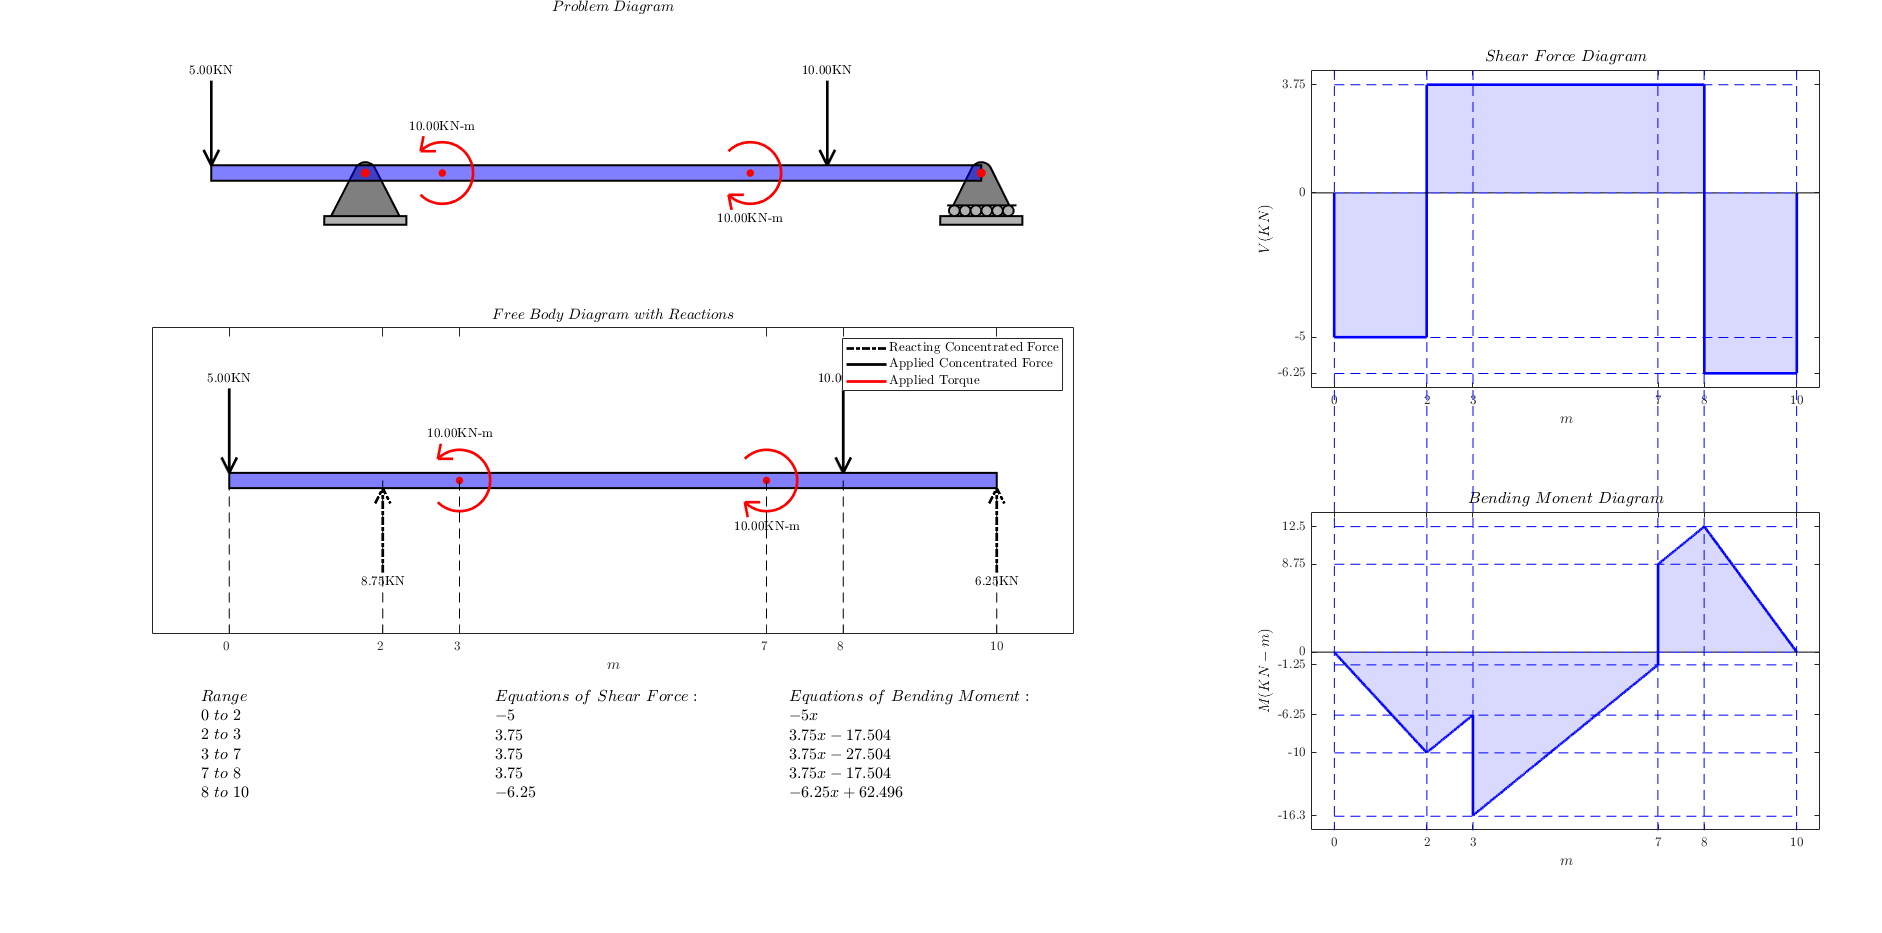 Problem Diagram
5.00KN
10.00KN
10.00KN-m
10.00KN-m
Free Body Diagram with Reactions
Reacting Concentrated Force
Applied Concentrated Force
Applied Torque
5.00KN
10.0
10.00KN-m
10.00KN-m
8.75KN
6.25KN
0 2 3 7 8 10
m
Range Equations of Shear Force : Equations of Bending Moment :
0 to 2 −5 −5x
2 to 3 3.75 3.75x − 17.504
3 to 7 3.75 3.75x − 27.504
7 to 8 3.75 3.75x − 17.504
8 to 10 −6.25 −6.25x + 62.496
Shear Force Diagram
3.75
0
-5
-6.25
V(KN)
0 2 3 7 8 10
m
Bending Monent Diagram
12.5
8.75
0
-1.25
-6.25
-10
-16.3
M(KN − m)
0 2 3 7 8 10
m